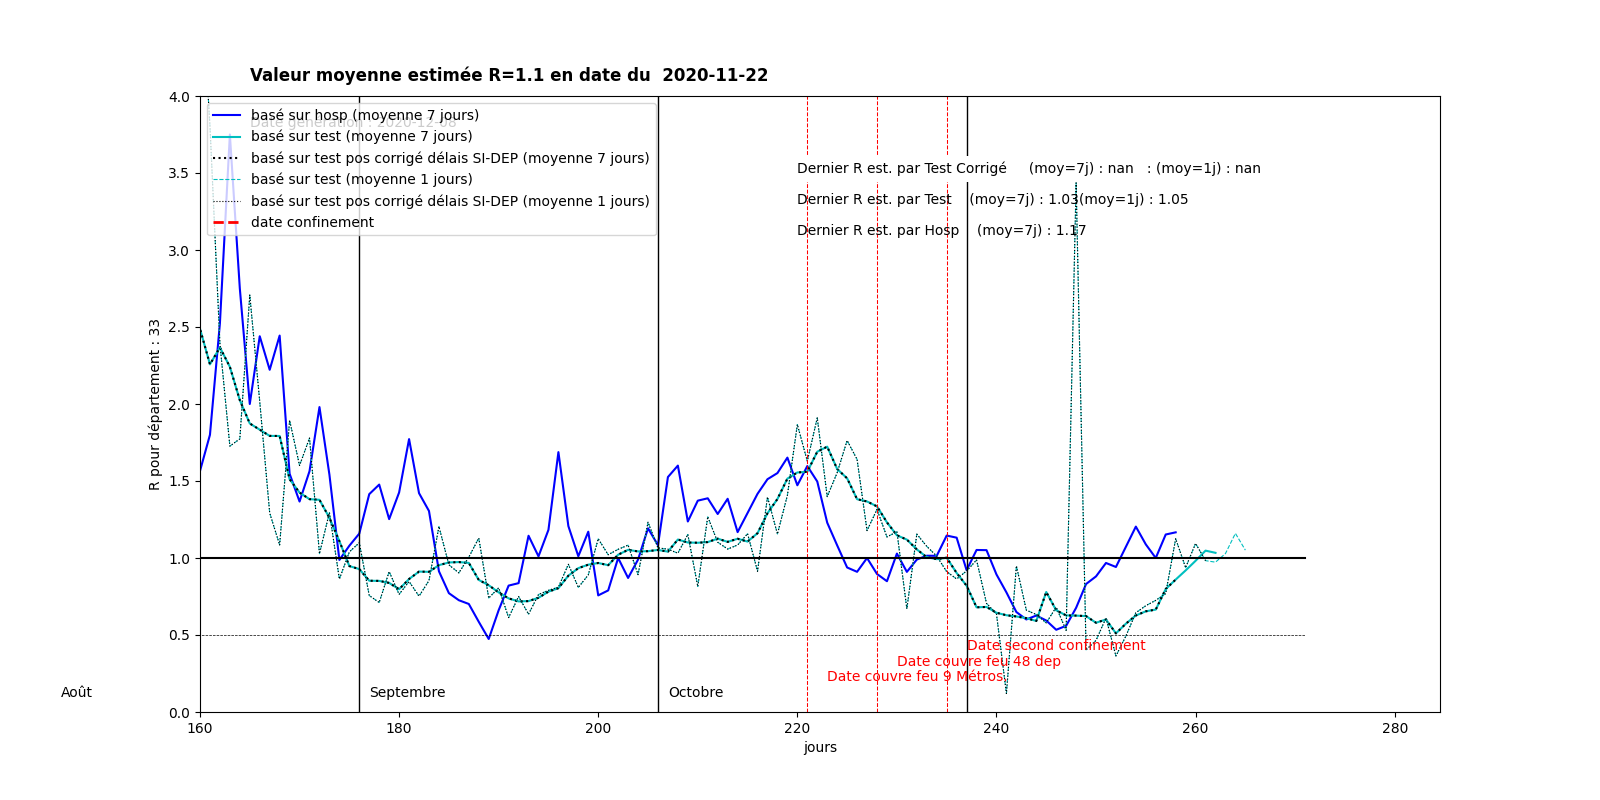 Valeur moyenne estimée R=1.1 en date du  2020-11-22
Date génération : 2020-12-08
basé sur hosp (moyenne 7 jours)
basé sur test (moyenne 7 jours)
basé sur test pos corrigé délais SI-DEP (moyenne 7 jours)
basé sur test (moyenne 1 jours)
basé sur test pos corrigé délais SI-DEP (moyenne 1 jours)
date confinement
Dernier R est. par Test Corrigé     (moy=7j) : nan   : (moy=1j) : nan
Dernier R est. par Test    (moy=7j) : 1.03(moy=1j) : 1.05
Dernier R est. par Hosp    (moy=7j) : 1.17
R pour département : 33
4.0
3.5
3.0
2.5
2.0
1.5
1.0
0.5
0.0
Date second confinement
Date couvre feu 48 dep
Date couvre feu 9 Métros
Août
Septembre
Octobre
160
180
200
220
240
260
280
jours